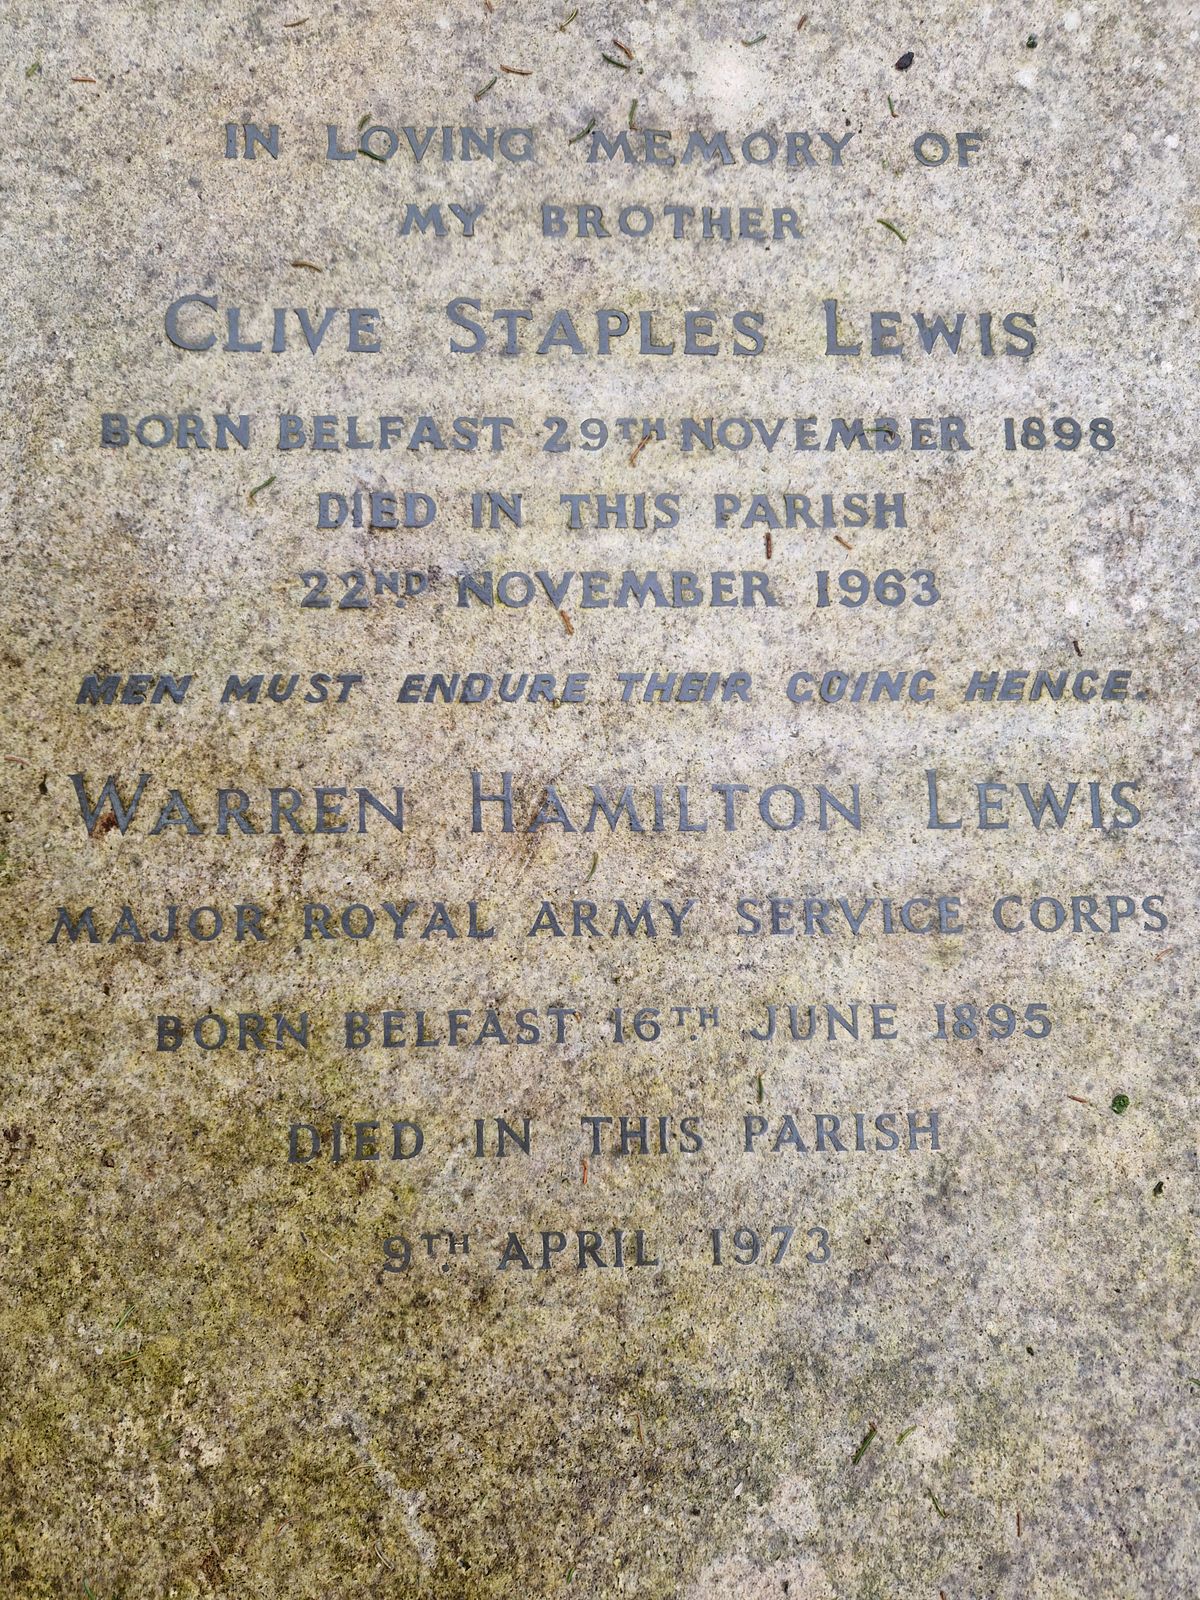 IN LOVING MEMORY OF
MY BROTHER
CLIVE STAPLES LEWIS
BORN BELFAST 29TH NOVEMBER 1898
DIED IN THIS PARISH
22ND. NOVEMBER 1963
MEN MUST ENDURE THEIR GOING HENCE.
WARREN HAMILTON LEWIS
MAJOR ROYAL ARMY SERVICE CORPS
BORN BELFAST 16TH. JUNE 1895
DIED IN THIS PARISH
9TH. APRIL 1973